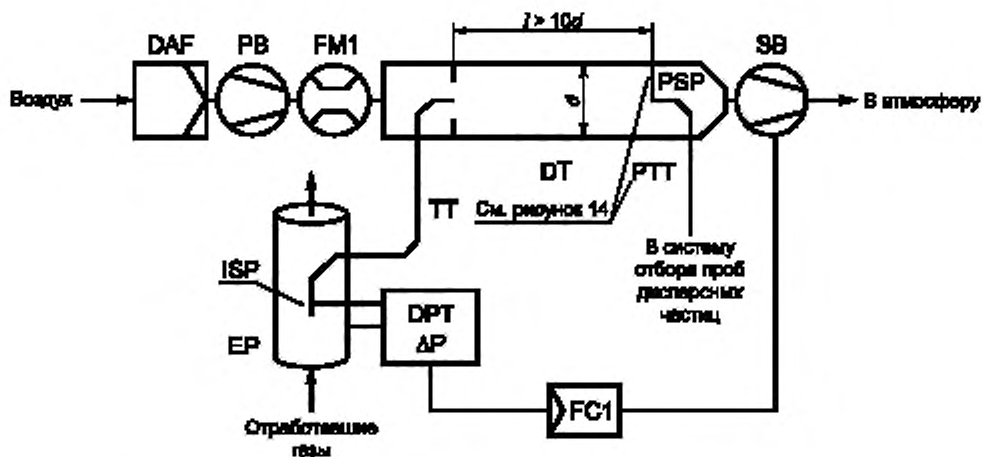 l > 10d
DAF
PB
FM1
SB
Воздух
PSP
d
В атмосферу
DT
PTT
TT
См. рисунок 14
ISP
В систему
отбора проб
дисперсных
частиц
DPT
ΔP
EP
FC1
Отработавшие
газы